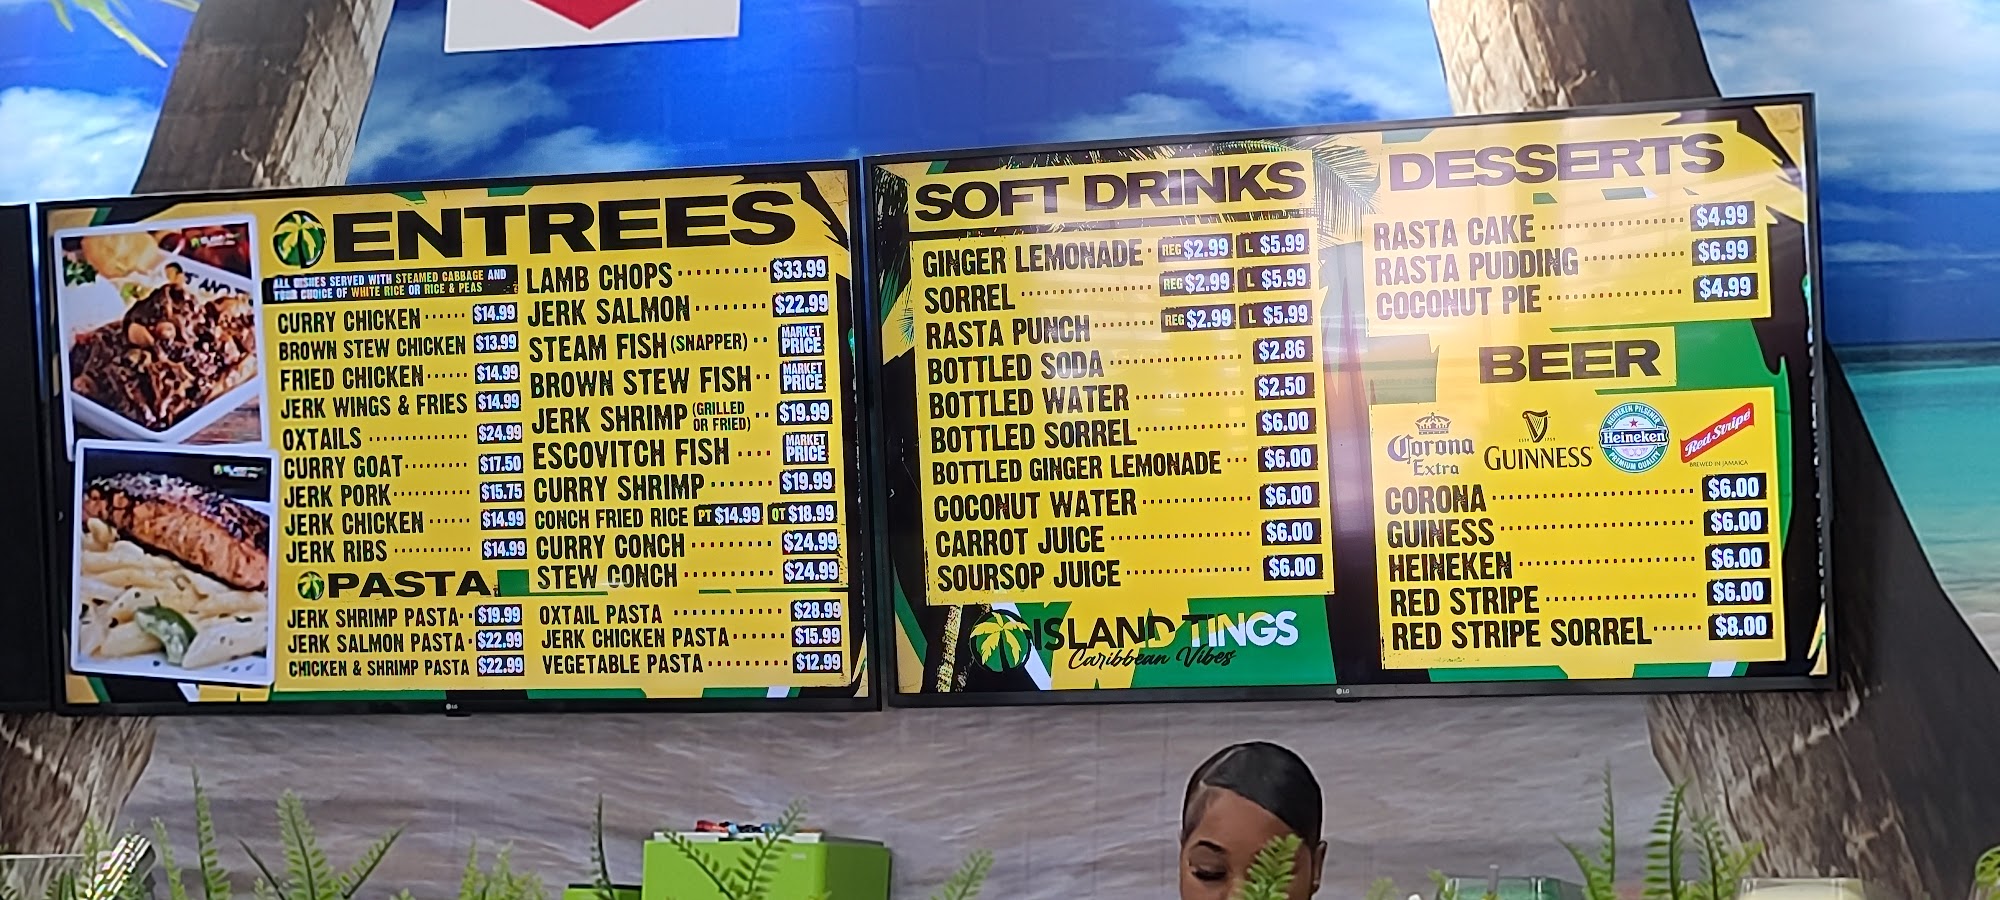 ENTREES
ALL DISHES SERVED WITH STEAMED CABBAGE AND
YOUR CHOICE OF WHITE RICE OR RICE & PEAS
CURRY CHICKEN $14.99
BROWN STEW CHICKEN $13.99
FRIED CHICKEN $14.99
JERK WINGS & FRIES $14.99
OXTAILS $24.99
CURRY GOAT $17.50
JERK PORK $15.75
JERK CHICKEN $14.99
JERK RIBS $14.99
LAMB CHOPS $33.99
JERK SALMON $22.99
STEAM FISH (SNAPPER) MARKET PRICE
BROWN STEW FISH MARKET PRICE
JERK SHRIMP (GRILLED OR FRIED) $19.99
ESCOVITCH FISH MARKET PRICE
CURRY SHRIMP $19.99
CONCH FRIED RICE PT $14.99 QT $18.99
CURRY CONCH $24.99
STEW CONCH $24.99
PASTA
JERK SHRIMP PASTA $19.99
JERK SALMON PASTA $22.99
CHICKEN & SHRIMP PASTA $22.99
OXTAIL PASTA $28.99
JERK CHICKEN PASTA $15.99
VEGETABLE PASTA $12.99
LG
SOFT DRINKS
GINGER LEMONADE REG $2.99 L $5.99
SORREL REG $2.99 L $5.99
RASTA PUNCH REG $2.99 L $5.99
BOTTLED SODA $2.86
BOTTLED WATER $2.50
BOTTLED SORREL $6.00
BOTTLED GINGER LEMONADE $6.00
COCONUT WATER $6.00
CARROT JUICE $6.00
SOURSOP JUICE $6.00
ISLAND TINGS
Caribbean Vibes
DESSERTS
RASTA CAKE $4.99
RASTA PUDDING $6.99
COCONUT PIE $4.99
BEER
Corona
Extra
ESTD 1759
GUINNESS
HEINEKEN PILSENER
Heineken
PREMIUM QUALITY
Red Stripe
BREWED IN JAMAICA
CORONA $6.00
GUINESS $6.00
HEINEKEN $6.00
RED STRIPE $6.00
RED STRIPE SORREL $8.00
LG